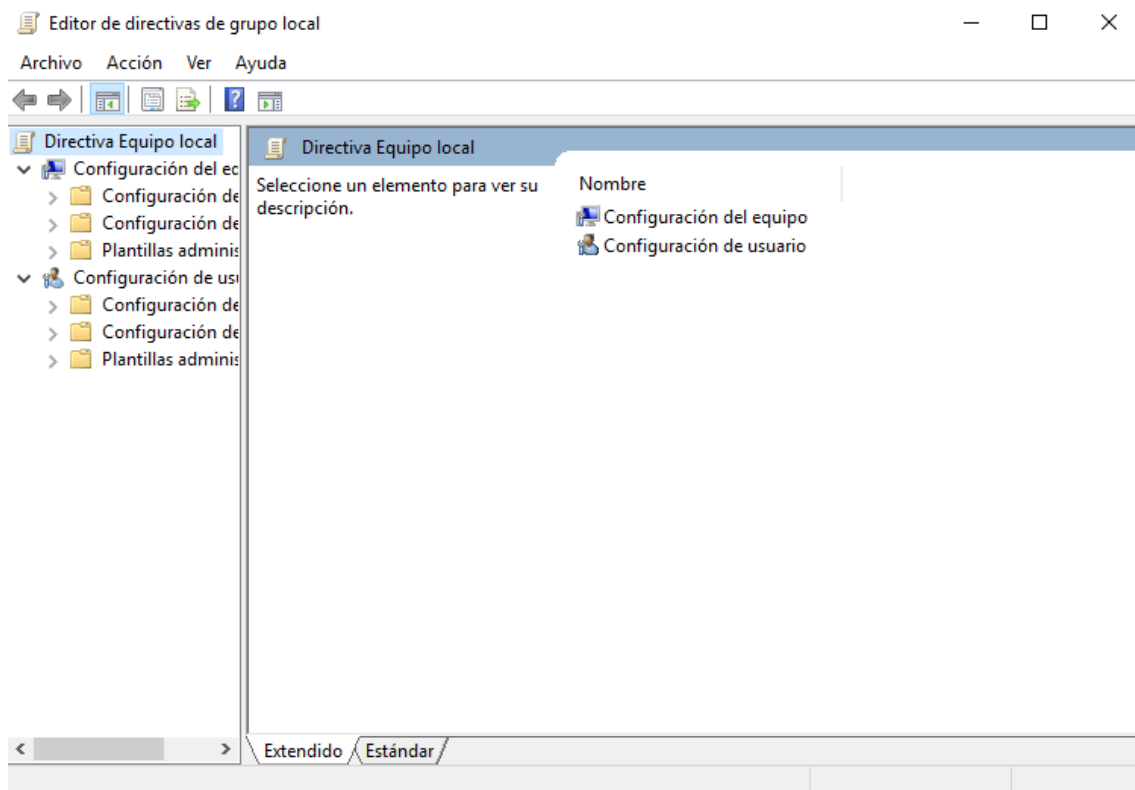 Editor de directivas de grupo local
Archivo Acción Ver Ayuda
Directiva Equipo local
Configuración del ec
Configuración de
Configuración de
Plantillas adminis
Configuración de usu
Configuración de
Configuración de
Plantillas adminis
Directiva Equipo local
Seleccione un elemento para ver su
descripción.
Nombre
Configuración del equipo
Configuración de usuario
Extendido Estándar